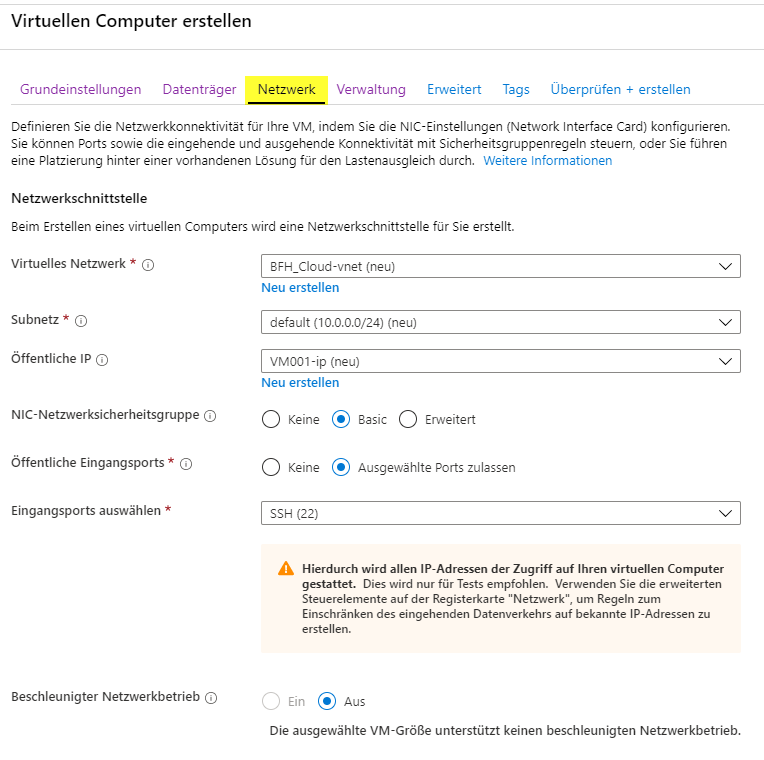 Virtuellen Computer erstellen
Grundeinstellungen Datenträger Netzwerk Verwaltung Erweitert Tags Überprüfen + erstellen
Definieren Sie die Netzwerkkonnektivität für Ihre VM, indem Sie die NIC-Einstellungen (Network Interface Card) konfigurieren.
Sie können Ports sowie die eingehende und ausgehende Konnektivität mit Sicherheitsgruppenregeln steuern, oder Sie führen
eine Platzierung hinter einer vorhandenen Lösung für den Lastenausgleich durch. Weitere Informationen
Netzwerkschnittstelle
Beim Erstellen eines virtuellen Computers wird eine Netzwerkschnittstelle für Sie erstellt.
Virtuelles Netzwerk * BFH_Cloud-vnet (neu)
Neu erstellen
Subnetz * default (10.0.0.0/24) (neu)
Öffentliche IP VM001-ip (neu)
Neu erstellen
NIC-Netzwerksicherheitsgruppe Keine Basic Erweitert
Öffentliche Eingangsports * Keine Ausgewählte Ports zulassen
Eingangsports auswählen * SSH (22)
Hierdurch wird allen IP-Adressen der Zugriff auf Ihren virtuellen Computer
gestattet. Dies wird nur für Tests empfohlen. Verwenden Sie die erweiterten
Steuerelemente auf der Registerkarte "Netzwerk", um Regeln zum
Einschränken des eingehenden Datenverkehrs auf bekannte IP-Adressen zu
erstellen.
Beschleunigter Netzwerkbetrieb Ein Aus
Die ausgewählte VM-Größe unterstützt keinen beschleunigten Netzwerkbetrieb.